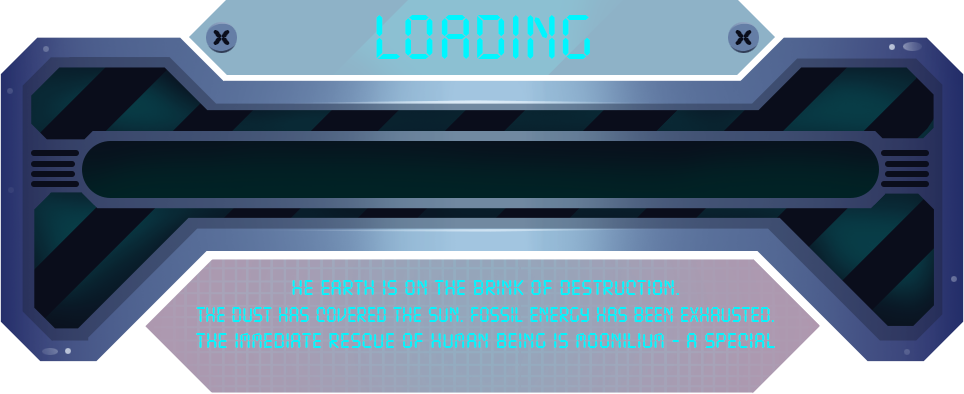 LOADING
HE EARTH IS ON THE BRINK OF DESTRUCTION.
THE DUST HAS COVERED THE SUN. FOSSIL ENERGY HAS BEEN EXHAUSTED.
THE IMMEDIATE RESCUE OF HUMAN BEING IS MOONILIUM - A SPECIAL